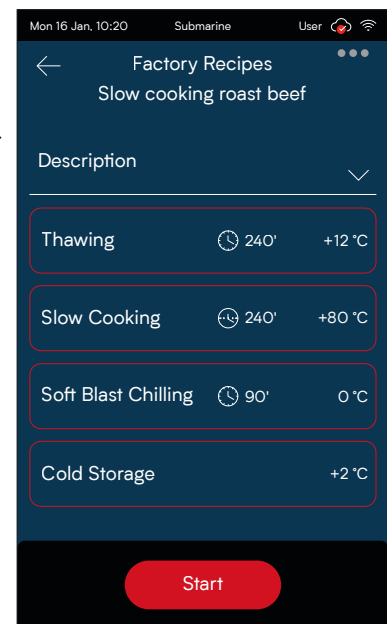 Mon 16 Jan, 10:20 Submarine User
Factory Recipes
Slow cooking roast beef
Description
Thawing 240' +12 °C
Slow Cooking 240' +80 °C
Soft Blast Chilling 90' 0 °C
Cold Storage +2 °C
Start